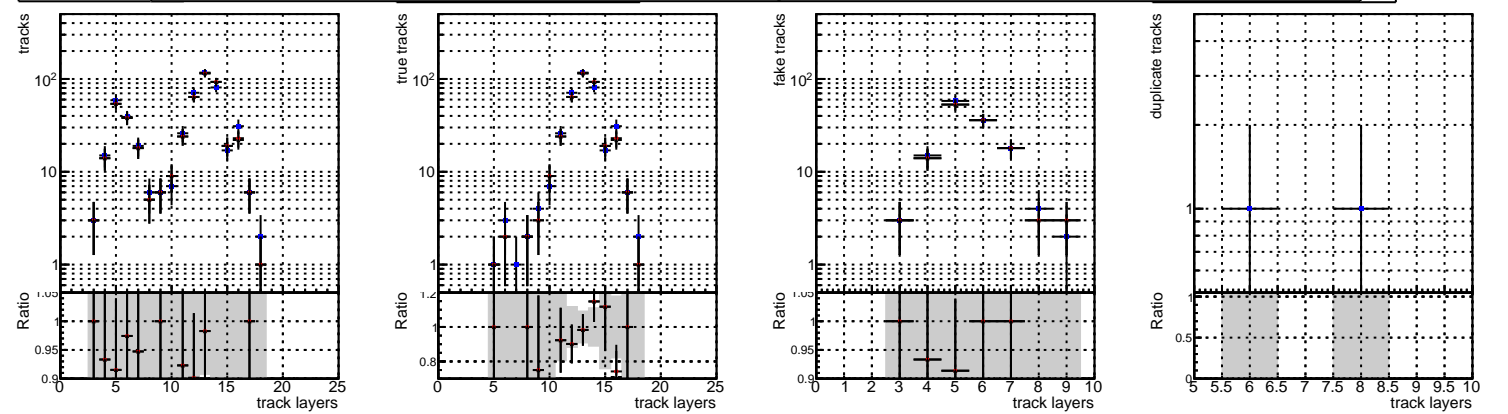 tracks
10²
10
1
Ratio
1.05
1
0.95
0.9
0 5 10 15 20 25
track layers
true tracks
10²
10
1
Ratio
1.2
1
0.8
0 5 10 15 20 25
track layers
fake tracks
10²
10
1
Ratio
1.05
1
0.95
0.9
0 1 2 3 4 5 6 7 8 9 10
track layers
duplicate tracks
1
Ratio
1
0.5
0
5 5.5 6 6.5 7 7.5 8 8.5 9 9.5 10
track layers